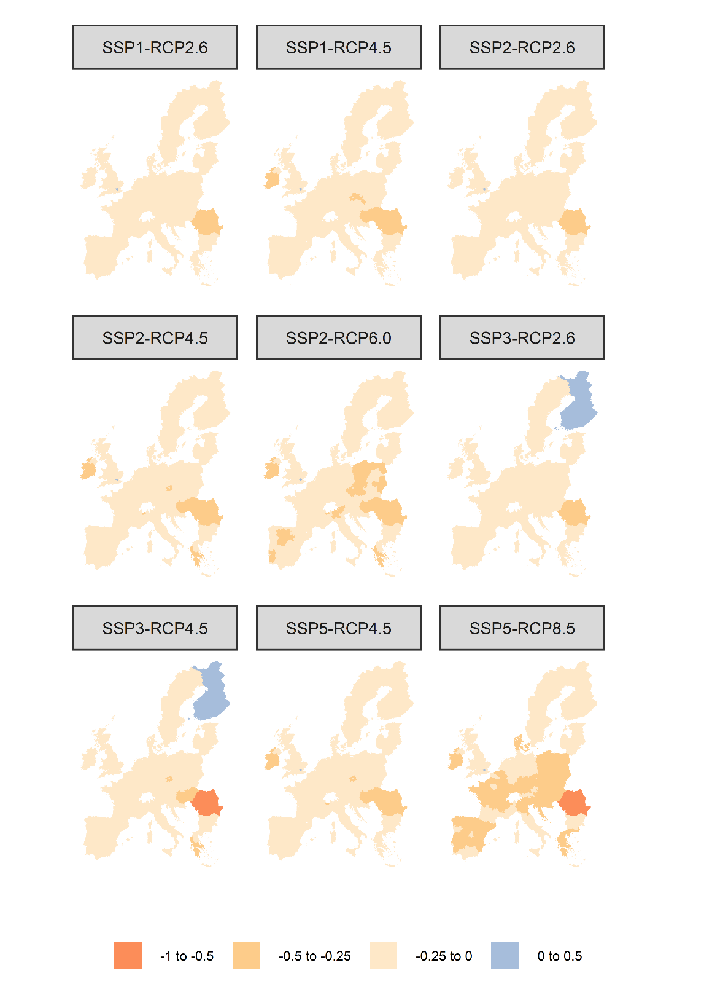 SSP1-RCP2.6
SSP1-RCP4.5
SSP2-RCP2.6
SSP2-RCP4.5
SSP2-RCP6.0
SSP3-RCP2.6
SSP3-RCP4.5
SSP5-RCP4.5
SSP5-RCP8.5
-1 to -0.5
-0.5 to -0.25
-0.25 to 0
0 to 0.5